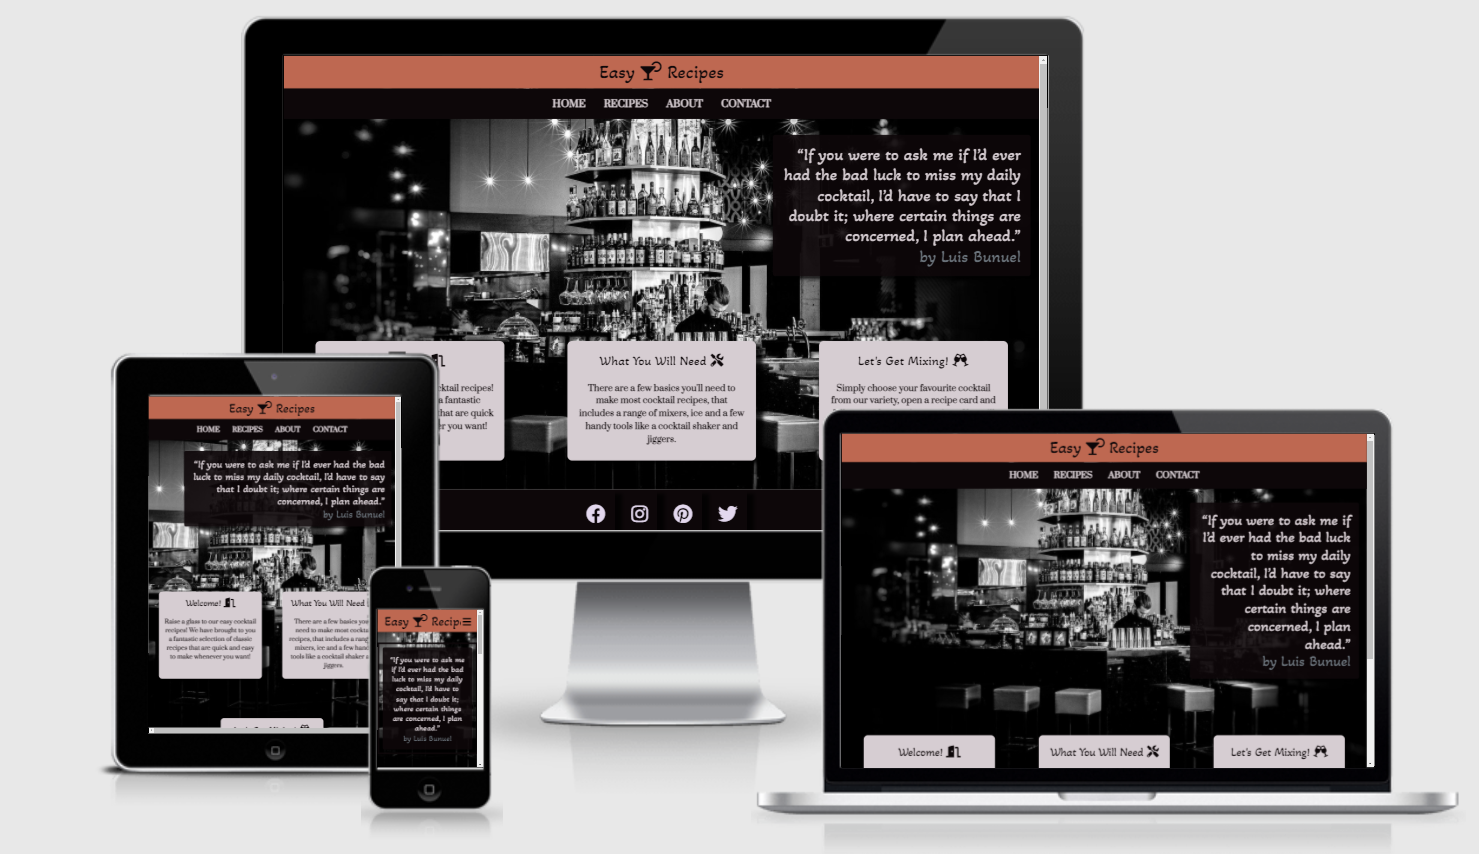 Easy Recipes
HOME RECIPES ABOUT CONTACT
“If you were to ask me if I’d ever
had the bad luck to miss my daily
cocktail, I’d have to say that I
doubt it; where certain things are
concerned, I plan ahead.”
by Luis Bunuel
cktail recipes!
a fantastic
that are quick
er you want!
What You Will Need
There are a few basics you'll need to
make most cocktail recipes, that
includes a range of mixers, ice and a few
handy tools like a cocktail shaker and
jiggers.
Let's Get Mixing!
Simply choose your favourite cocktail
from our variety, open a recipe card and
Easy Recipes
HOME RECIPES ABOUT CONTACT
“If you were to ask me if I’d ever had the bad
luck to miss my daily cocktail, I’d have to say
that I doubt it; where certain things are
concerned, I plan ahead.”
by Luis Bunuel
Welcome!
Raise a glass to our easy cocktail
recipes! We have brought to you
a fantastic selection of classic
recipes that are quick and easy
to make whenever you want!
What You Will Need
There are a few basics you
need to make most cockta
recipes, that includes a rang
mixers, ice and a few hand
tools like a cocktail shaker a
jiggers.
Easy Recip
“If you were to ask me
if I’d ever had the bad
luck to miss my daily
cocktail, I’d have to
say that I doubt it;
where certain things
are concerned, I plan
ahead.”
by Luis Bunuel
Easy Recipes
HOME RECIPES ABOUT CONTACT
“If you were to ask me if
I’d ever had the bad luck
to miss my daily
cocktail, I’d have to say
that I doubt it; where
certain things are
concerned, I plan
ahead.”
by Luis Bunuel
Welcome!
What You Will Need
Let's Get Mixing!